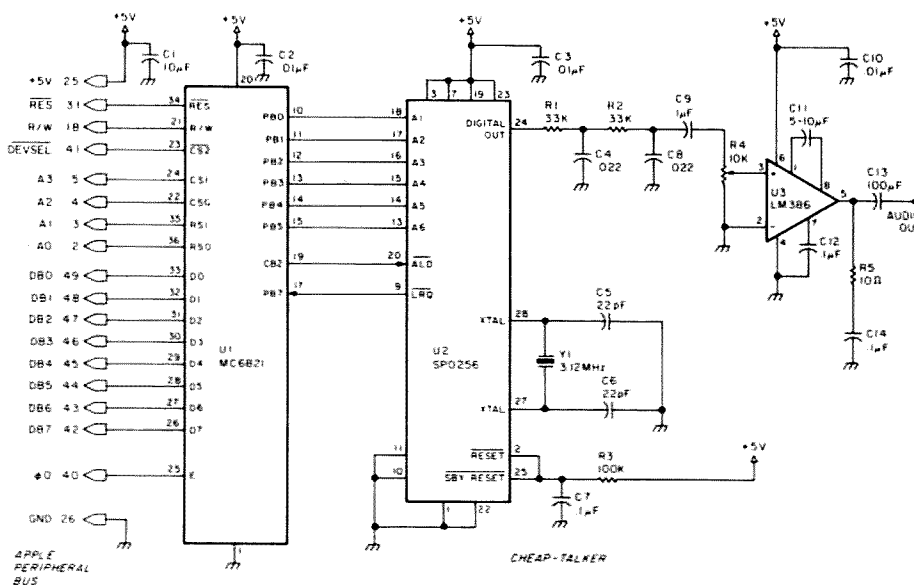 +5V
+5V
+5V
+5V
C1
10µF
C2
.01µF
C3
.01µF
C10
.01µF
+5V 25
RES 31
R/W 18
DEVSEL 41
A3 5
A2 4
A1 3
A0 2
DB0 49
DB1 48
DB2 47
DB3 46
DB4 45
DB5 44
DB6 43
DB7 42
φ0 40
GND 26
APPLE
PERIPHERAL
BUS
20
34 RES
21 R/W
23 CS2
24 CS1
22 CS0
35 RS1
36 RS0
33 D0
32 D1
31 D2
30 D3
29 D4
28 D5
27 D6
26 D7
25 E
U1
MC6821
1
PB0 10
PB1 11
PB2 12
PB3 13
PB4 14
PB5 15
CB2 19
PB7 17
3 7 19 23
18 A1
17 A2
16 A3
15 A4
14 A5
13 A6
20 ALD
9 LRQ
U2
SP0256
11
10
1 22
DIGITAL
OUT
24
XTAL 28
XTAL 27
RESET 2
SBY RESET 25
R1
33K
R2
33K
C4
.022
C8
.022
C9
1µF
R4
10K
C11
5-10µF
6
1
8
3 +
2 -
U3
LM386
5
7
4
C12
.1µF
C13
100µF
AUDIO
OUT
R5
10Ω
C14
.1µF
C5
22pF
Y1
3.12MHz
C6
22pF
R3
100K
+5V
C7
.1µF
CHEAP-TALKER